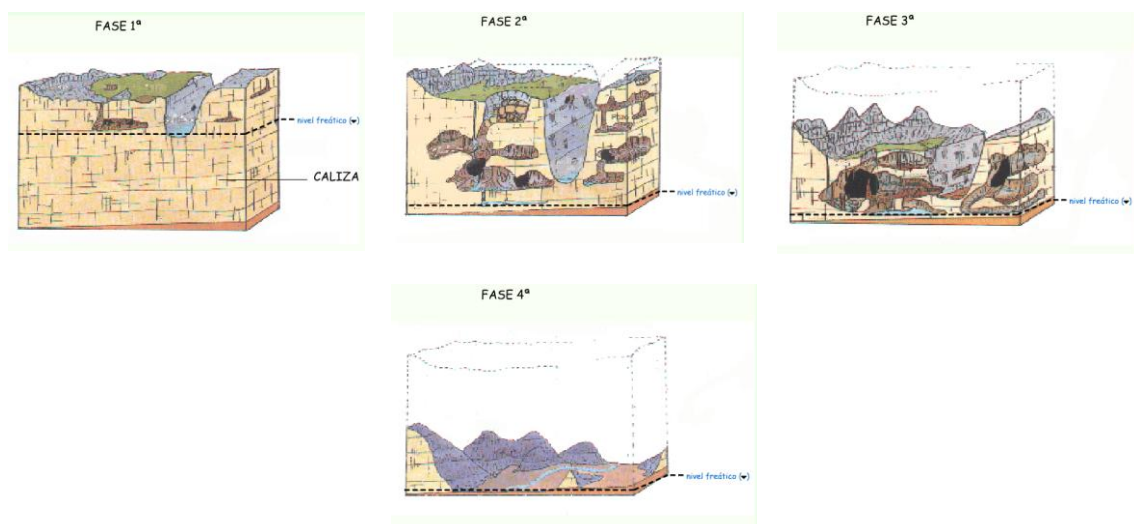 FASE 1ª
nivel freático (▾)
CALIZA
FASE 2ª
nivel freático (▾)
FASE 3ª
nivel freático (▾)
FASE 4ª
nivel freático (▾)